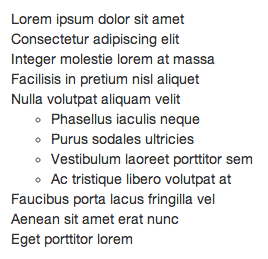 Lorem ipsum dolor sit amet
Consectetur adipiscing elit
Integer molestie lorem at massa
Facilisis in pretium nisl aliquet
Nulla volutpat aliquam velit
Phasellus iaculis neque
Purus sodales ultricies
Vestibulum laoreet porttitor sem
Ac tristique libero volutpat at
Faucibus porta lacus fringilla vel
Aenean sit amet erat nunc
Eget porttitor lorem